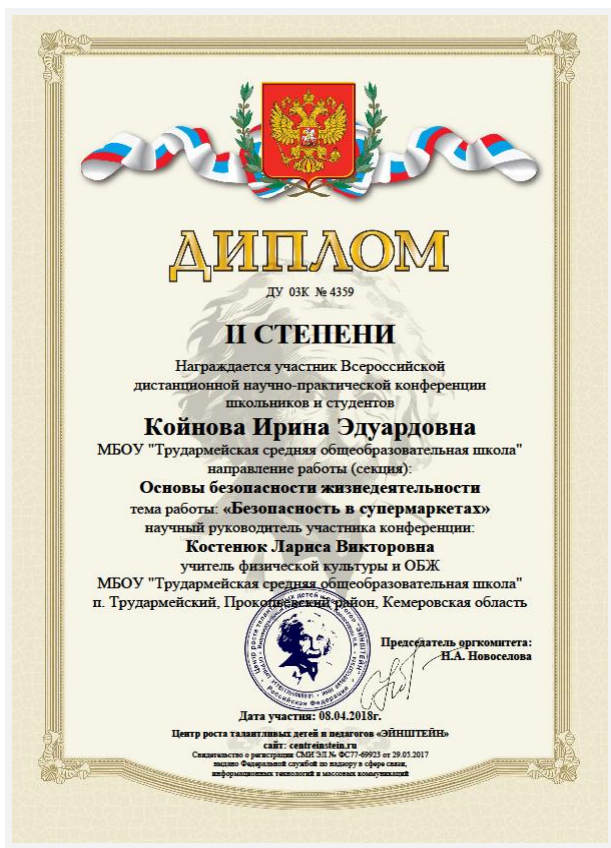 ДИПЛОМ
ДУ 03К № 4359
II СТЕПЕНИ
Награждается участник Всероссийской
дистанционной научно-практической конференции
школьников и студентов
Койнова Ирина Эдуардовна
МБОУ "Трудармейская средняя общеобразовательная школа"
направление работы (секция):
Основы безопасности жизнедеятельности
тема работы: «Безопасность в супермаркетах»
научный руководитель участника конференции:
Костенюк Лариса Викторовна
учитель физической культуры и ОБЖ
МБОУ "Трудармейская средняя общеобразовательная школа"
п. Трудармейский, Прокопьевский район, Кемеровская область
Председатель оргкомитета:
Н.А. Новоселова
Российская Федерация
Дата участия: 08.04.2018г.
Центр роста талантливых детей и педагогов «ЭЙНШТЕЙН»
сайт: centreinstein.ru
Свидетельство о регистрации СМИ ЭЛ № ФС77-69923 от 29.05.2017
выдано Федеральной службой по надзору в сфере связи,
информационных технологий и массовых коммуникаций